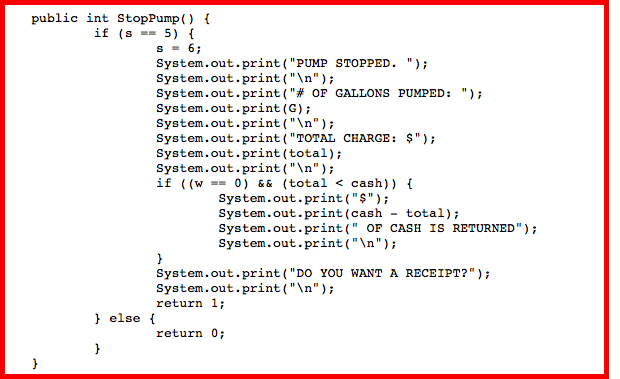 public int StopPump() {
if (s == 5) {
s = 6;
System.out.print("PUMP STOPPED. ");
System.out.print("\n");
System.out.print("# OF GALLONS PUMPED: ");
System.out.print(G);
System.out.print("\n");
System.out.print("TOTAL CHARGE: $");
System.out.print(total);
System.out.print("\n");
if ((w == 0) && (total < cash)) {
System.out.print("$");
System.out.print(cash - total);
System.out.print(" OF CASH IS RETURNED");
System.out.print("\n");
}
System.out.print("DO YOU WANT A RECEIPT?");
System.out.print("\n");
return 1;
} else {
return 0;
}
}